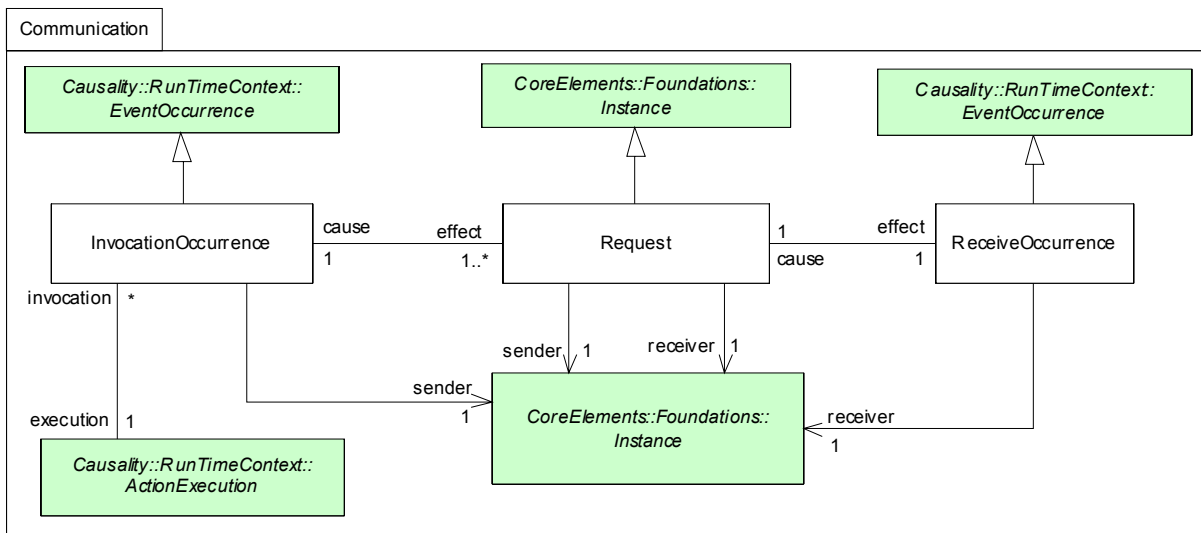 Communication
Causality::RunTimeContext::
EventOccurrence
CoreElements::Foundations::
Instance
Causality::RunTimeContext::
EventOccurrence
InvocationOccurrence
cause
1
effect
1..*
Request
1
cause
effect
1
ReceiveOccurrence
invocation
*
sender
1
receiver
1
execution
1
sender
1
CoreElements::Foundations::
Instance
receiver
1
Causality::RunTimeContext::
ActionExecution